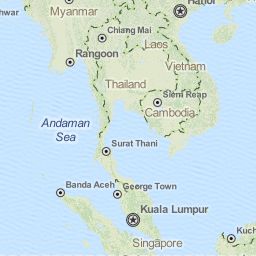 Hanoi
hwar
Myanmar
Chiang Mai
Laos
Rangoon
Vietnam
Thailand
Siem Reap
Cambodia
Andaman
Sea
Surat Thani
Banda Aceh
George Town
Kuala Lumpur
Kuch
Singapore